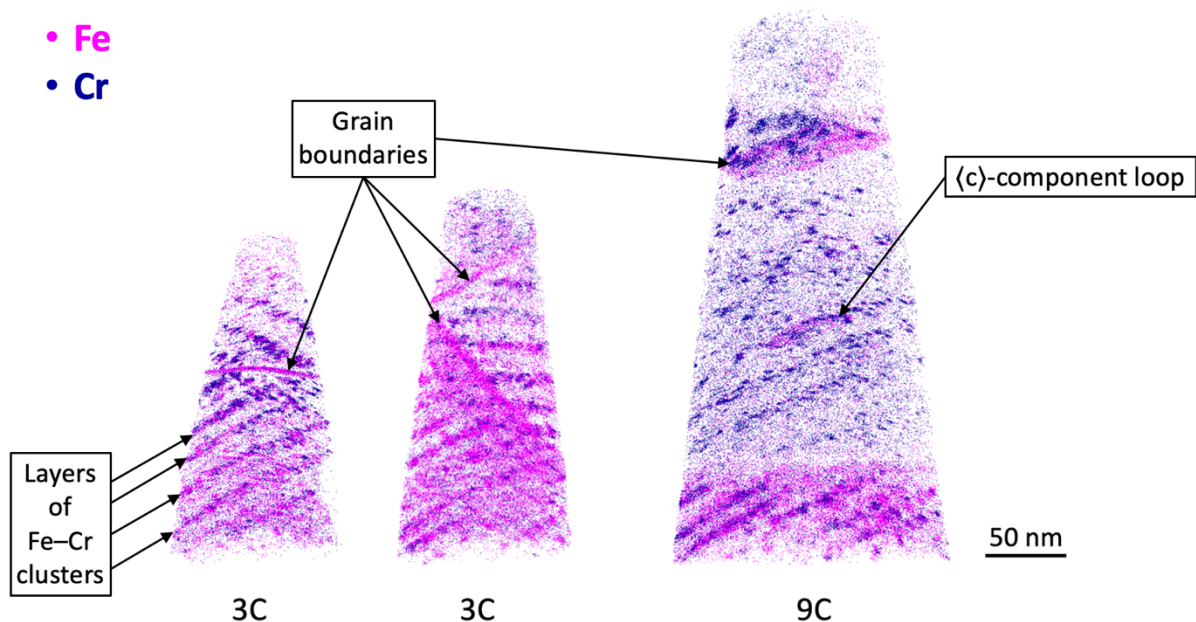 • Fe
• Cr
Grain
boundaries
⟨c⟩-component loop
Layers
of
Fe–Cr
clusters
50 nm
3C
3C
9C